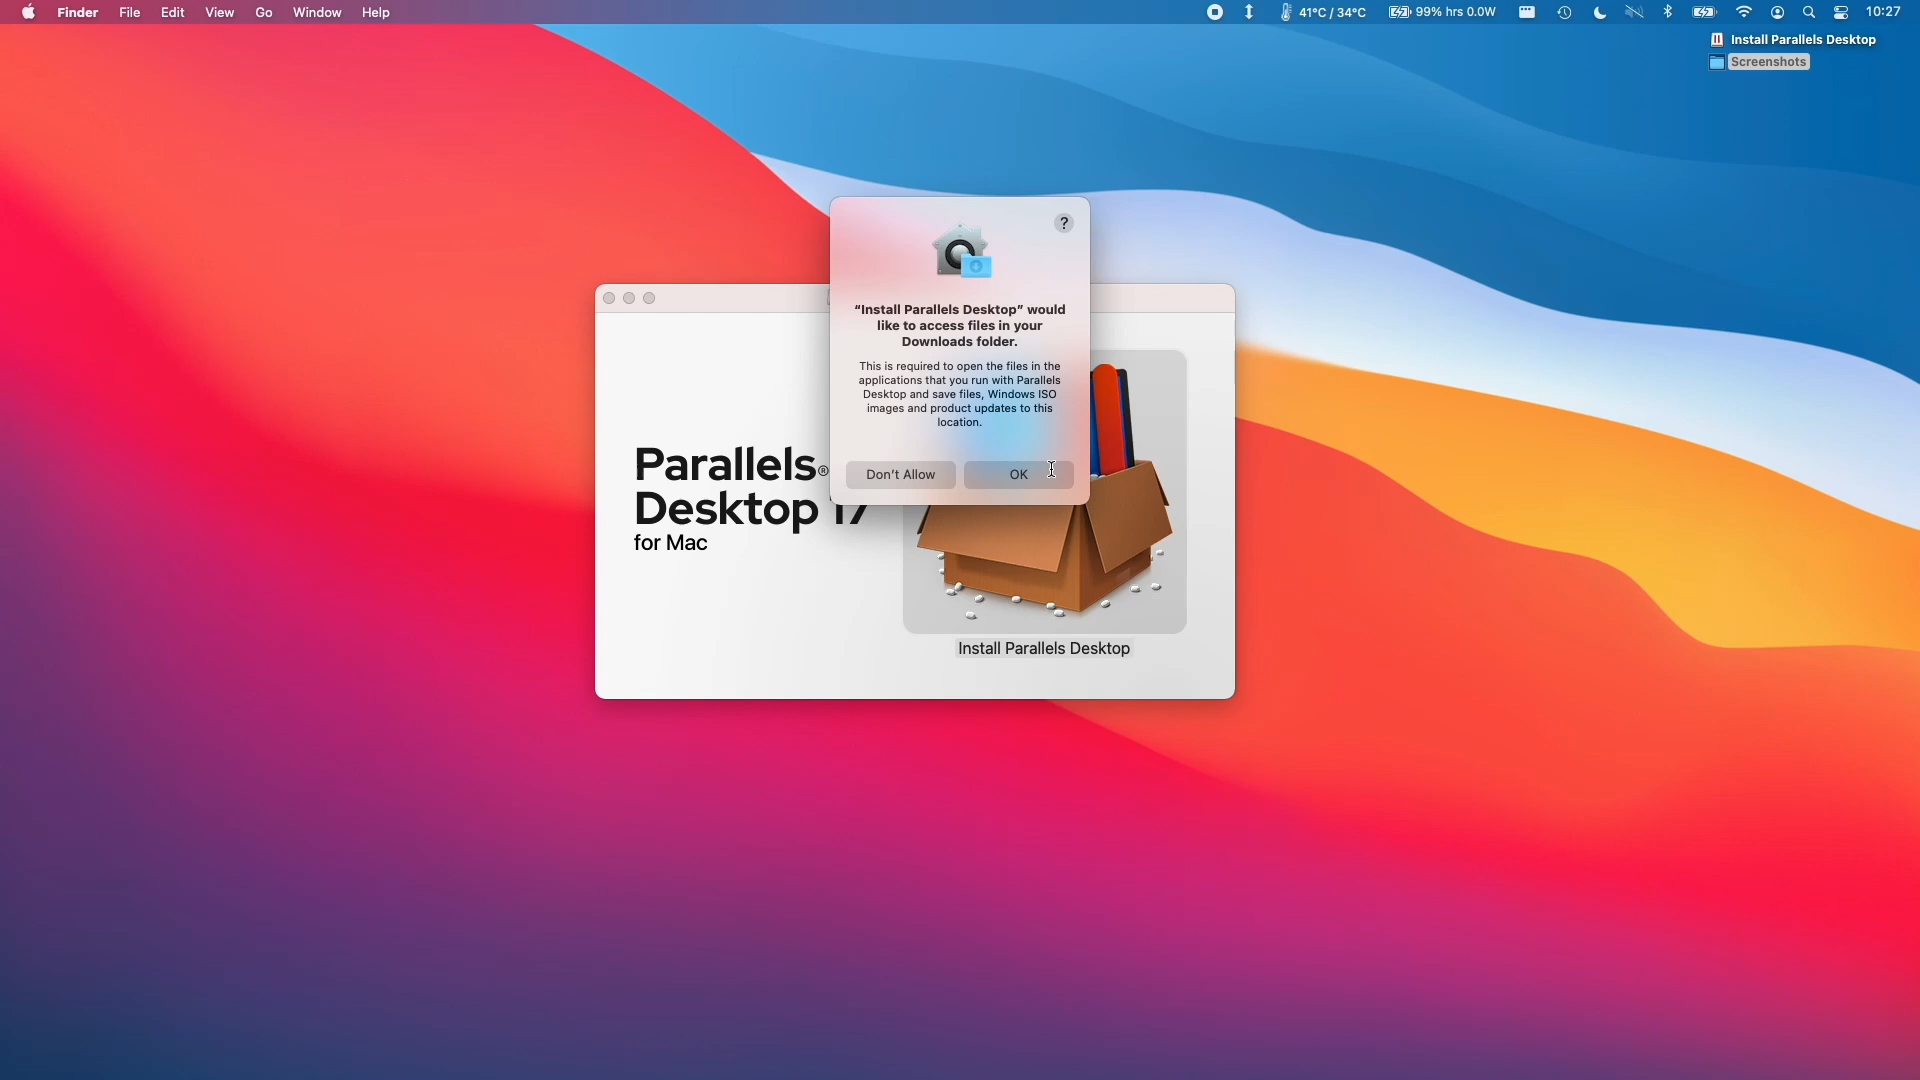 Finder File Edit View Go Window Help
41°C / 34°C 99% hrs 0.0W 10:27
Install Parallels Desktop
Screenshots
?
“Install Parallels Desktop” would
like to access files in your
Downloads folder.
This is required to open the files in the
applications that you run with Parallels
Desktop and save files, Windows ISO
images and product updates to this
location.
Don’t Allow OK
Parallels®
Desktop 17
for Mac
Install Parallels Desktop